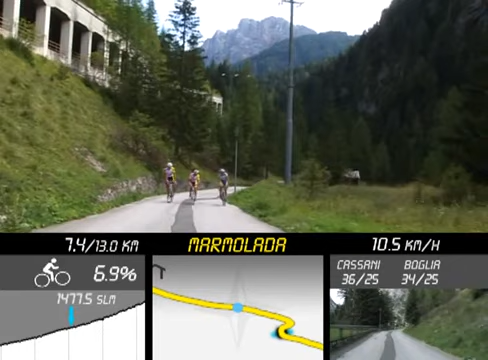 7.4/13.0 KM
MARMOLADA
10.5 KM/H
6.9%
CASSANI BOGLIA
36/25 34/25
1477.5 SLM